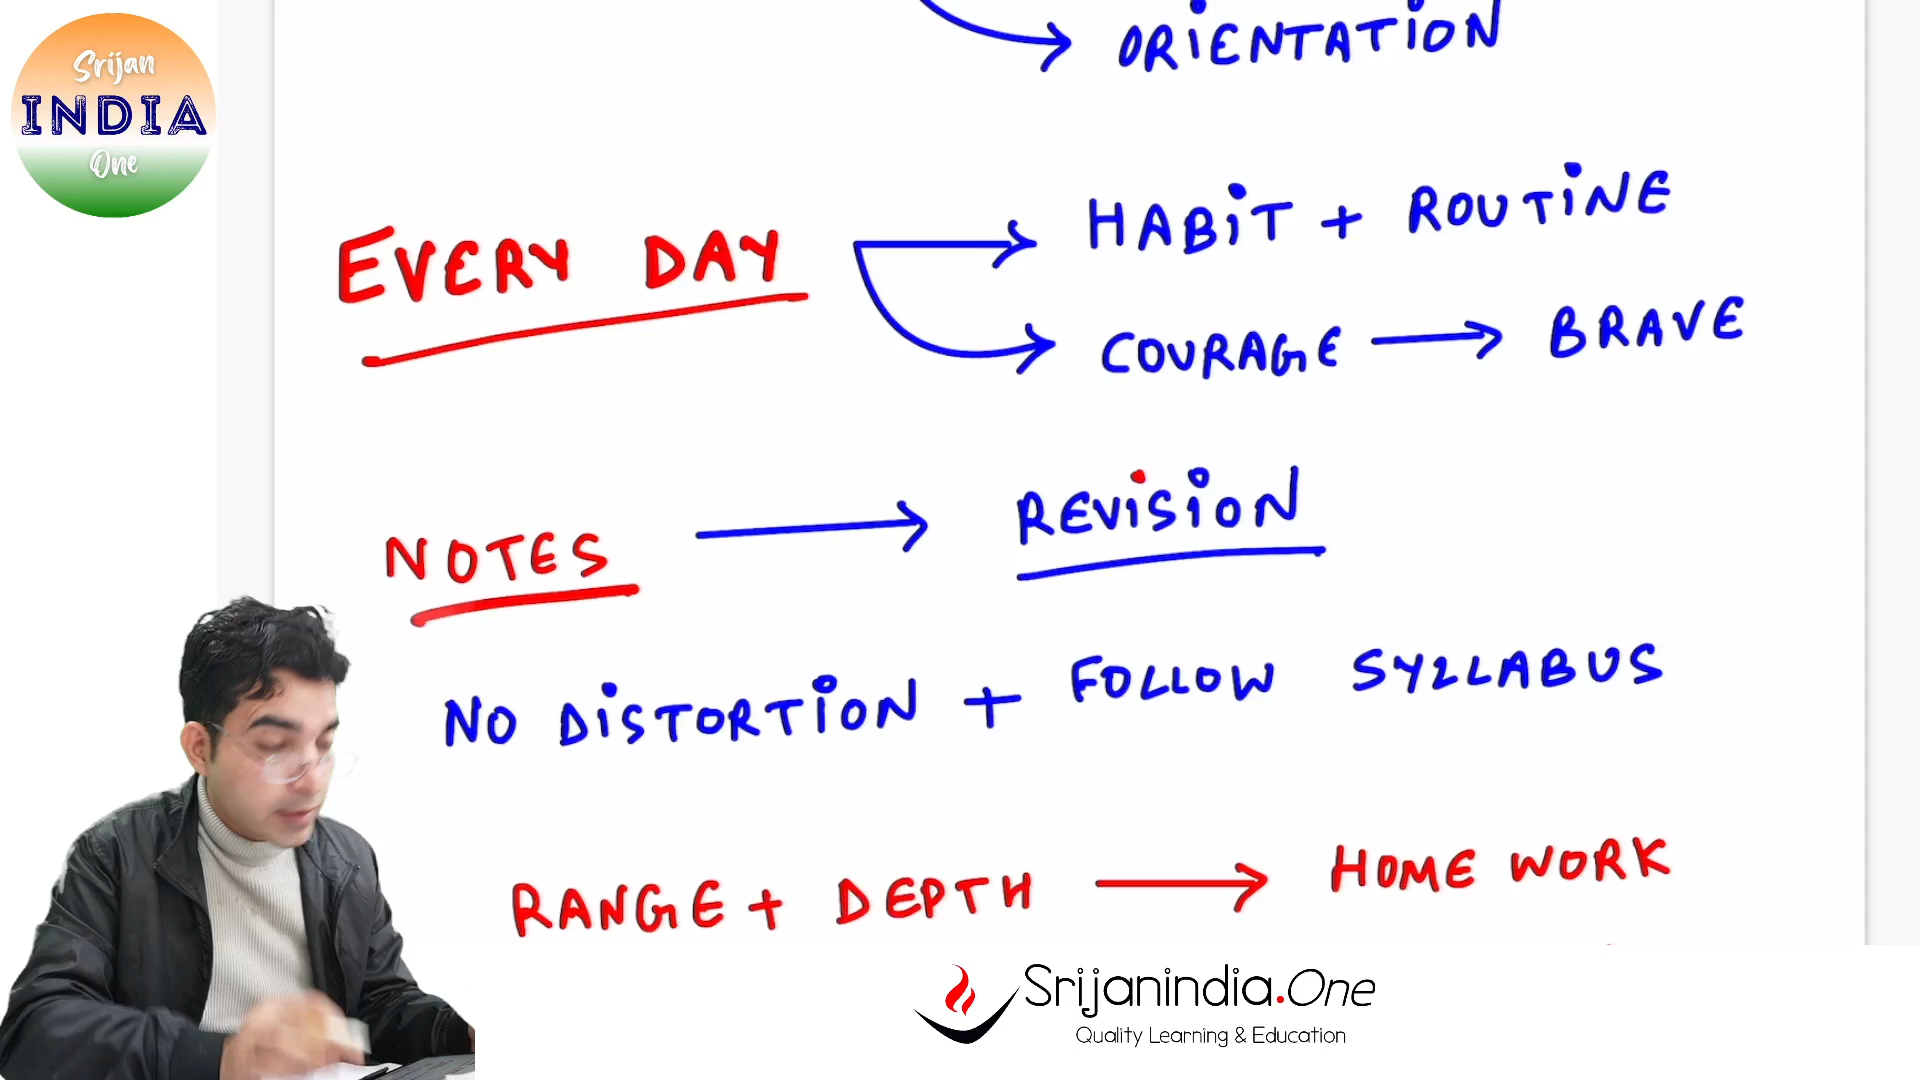 Srijan
INDIA
One
ORIENTATION
EVERY DAY → HABIT + ROUTINE
COURAGE → BRAVE
NOTES → REVISION
NO DISTORTION + FOLLOW SYLLABUS
RANGE + DEPTH → HOME WORK
Srijanindia.One
Quality Learning & Education